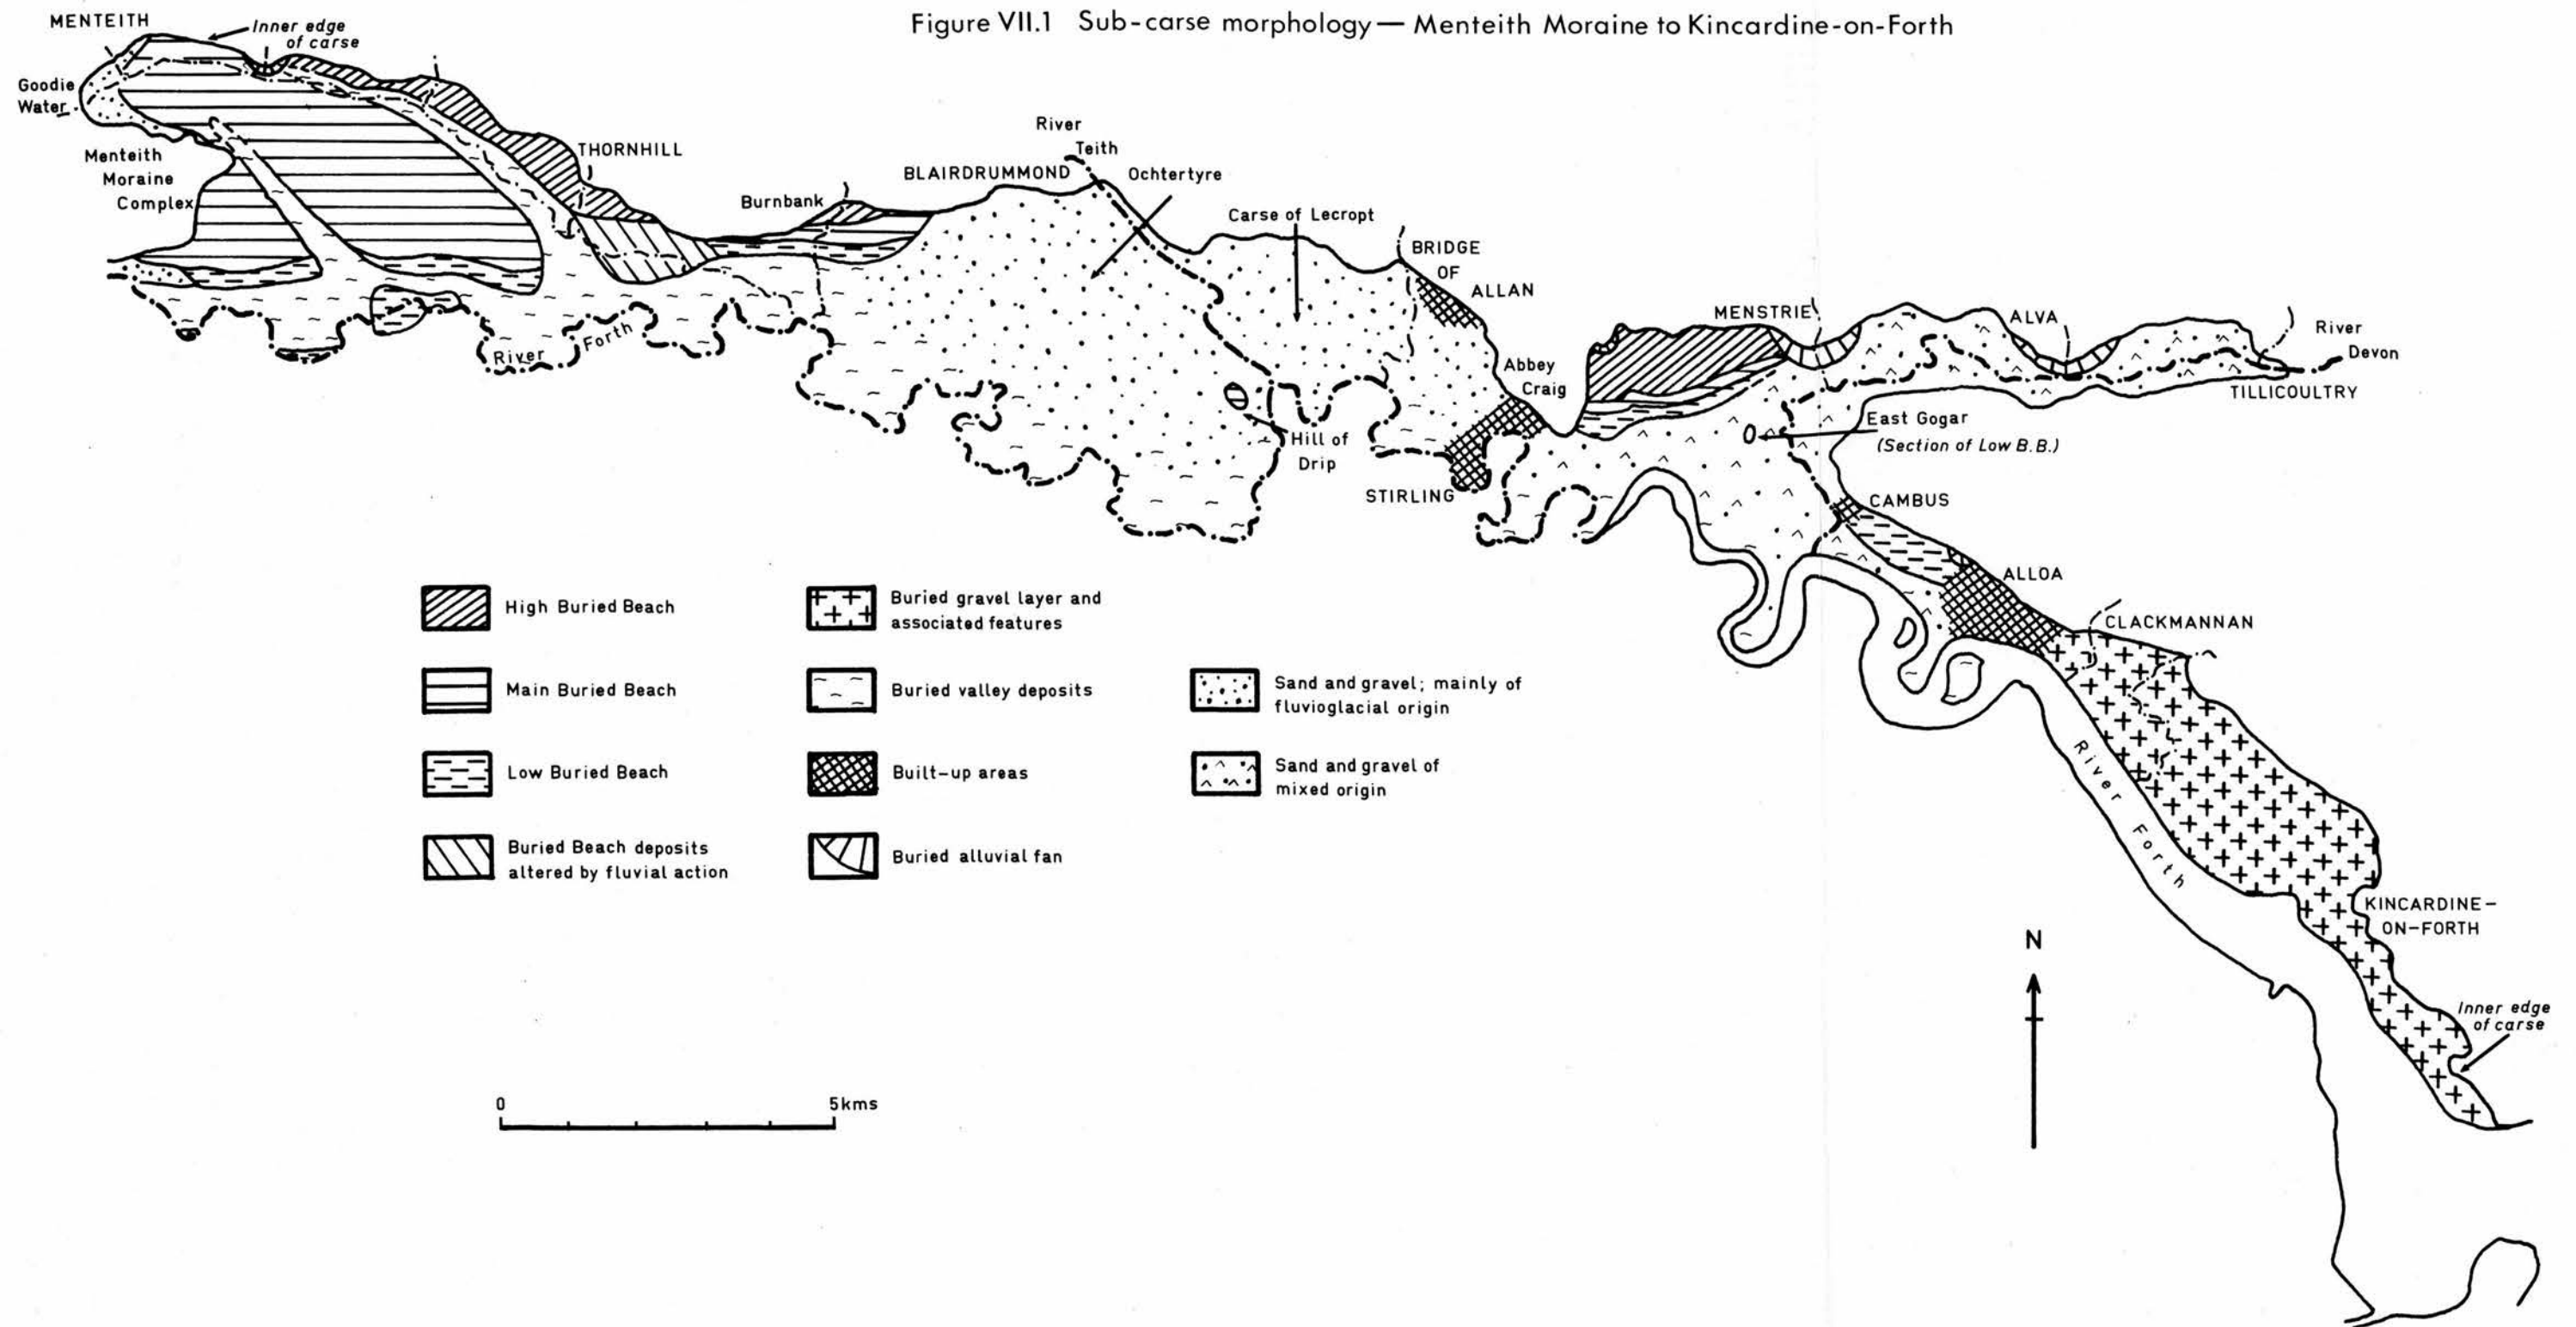 Figure VII.1 Sub-carse morphology — Menteith Moraine to Kincardine-on-Forth
MENTEITH
Inner edge
of carse
Goodie
Water
Menteith
Moraine
Complex
THORNHILL
Burnbank
BLAIRDRUMMOND
River
Teith
Ochtertyre
Carse of Lecropt
BRIDGE
OF
ALLAN
Abbey
Craig
MENSTRIE
ALVA
River
Devon
TILLICOULTRY
River Forth
Hill of
Drip
STIRLING
East Gogar
(Section of Low B.B.)
CAMBUS
ALLOA
CLACKMANNAN
River Forth
KINCARDINE-
ON-FORTH
Inner edge
of carse
N
High Buried Beach
Main Buried Beach
Low Buried Beach
Buried Beach deposits
altered by fluvial action
Buried gravel layer and
associated features
Buried valley deposits
Built-up areas
Buried alluvial fan
Sand and gravel; mainly of
fluvioglacial origin
Sand and gravel of
mixed origin
0 5kms